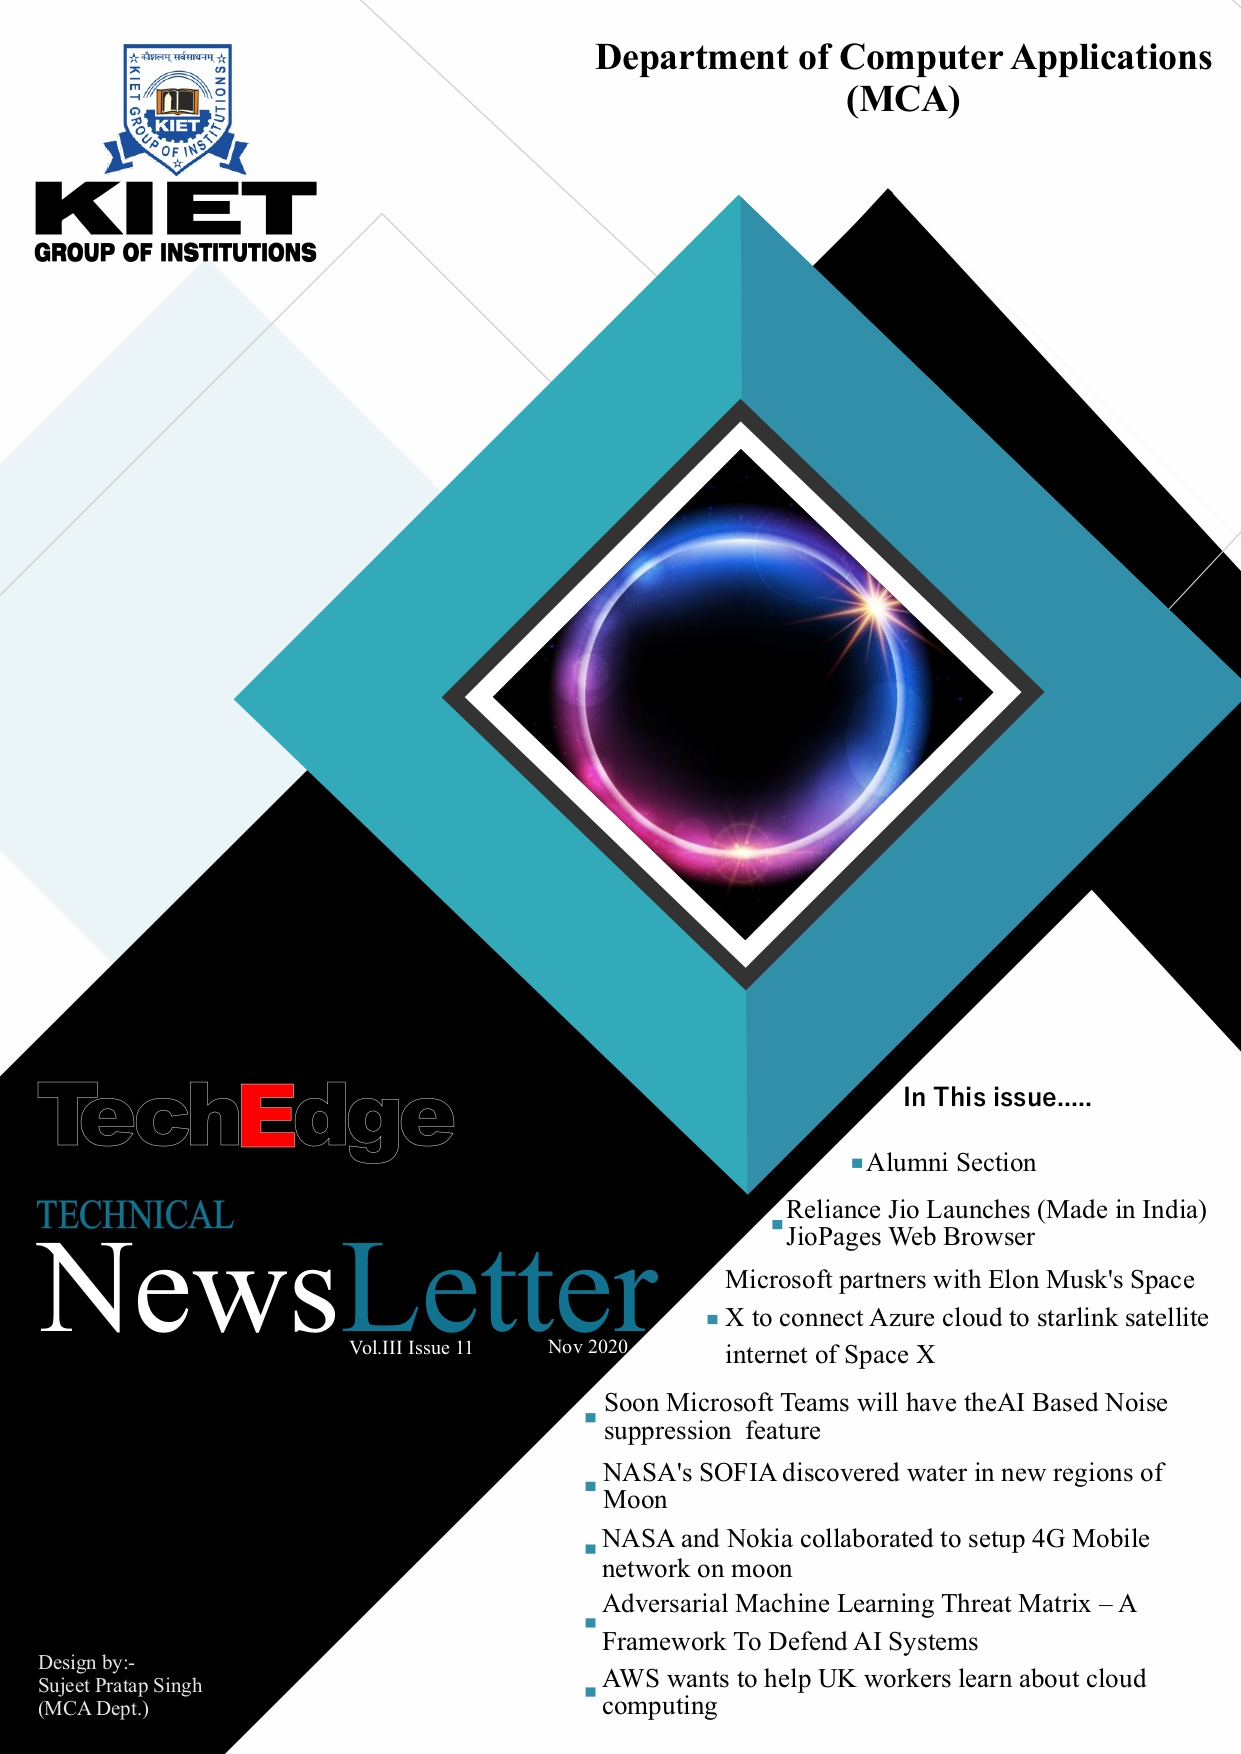 कौशलम् सर्वसाधनम्
KIET GROUP OF INSTITUTIONS
KIET
KIET
GROUP OF INSTITUTIONS
Department of Computer Applications
(MCA)
TechEdge
TECHNICAL
NewsLetter
Vol.III Issue 11 Nov 2020
In This issue.....
Alumni Section
Reliance Jio Launches (Made in India)
JioPages Web Browser
Microsoft partners with Elon Musk's Space
X to connect Azure cloud to starlink satellite
internet of Space X
Soon Microsoft Teams will have theAI Based Noise
suppression feature
NASA's SOFIA discovered water in new regions of
Moon
NASA and Nokia collaborated to setup 4G Mobile
network on moon
Adversarial Machine Learning Threat Matrix – A
Framework To Defend AI Systems
AWS wants to help UK workers learn about cloud
computing
Design by:-
Sujeet Pratap Singh
(MCA Dept.)